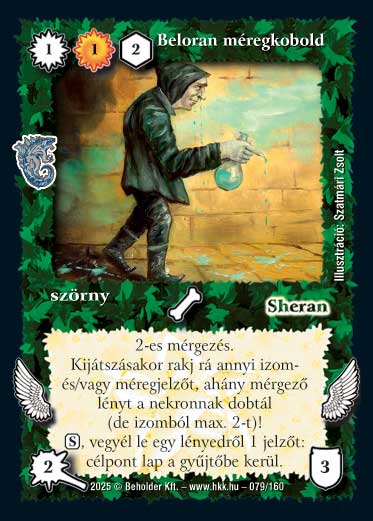 Beloran méregkobold
1 1 2
Illusztráció: Szatmári Zsolt
szörny
Sheran
2-es mérgezés.
Kijátszásakor rakj rá annyi izom-
és/vagy méregjelzőt, ahány mérgező
lényt a nekronnak dobtál
(de izomból max. 2-t)!
S, vegyél le egy lényedről 1 jelzőt:
célpont lap a gyűjtőbe kerül.
2
3
2025 © Beholder Kft. – www.hkk.hu – 079/160